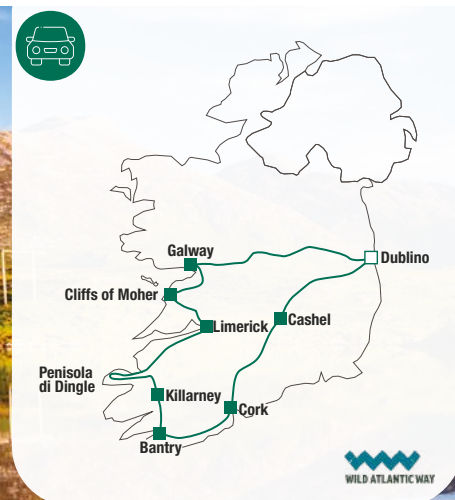 Galway
Dublino
Cliffs of Moher
Limerick
Cashel
Penisola
di Dingle
Killarney
Cork
Bantry
WILD ATLANTIC WAY